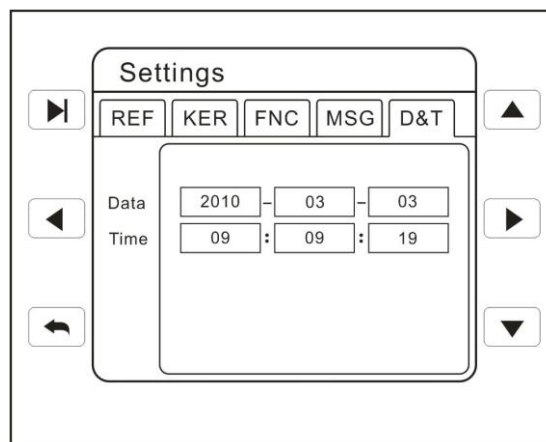 Settings
REF KER FNC MSG D&T
Data 2010 – 03 – 03
Time 09 : 09 : 19